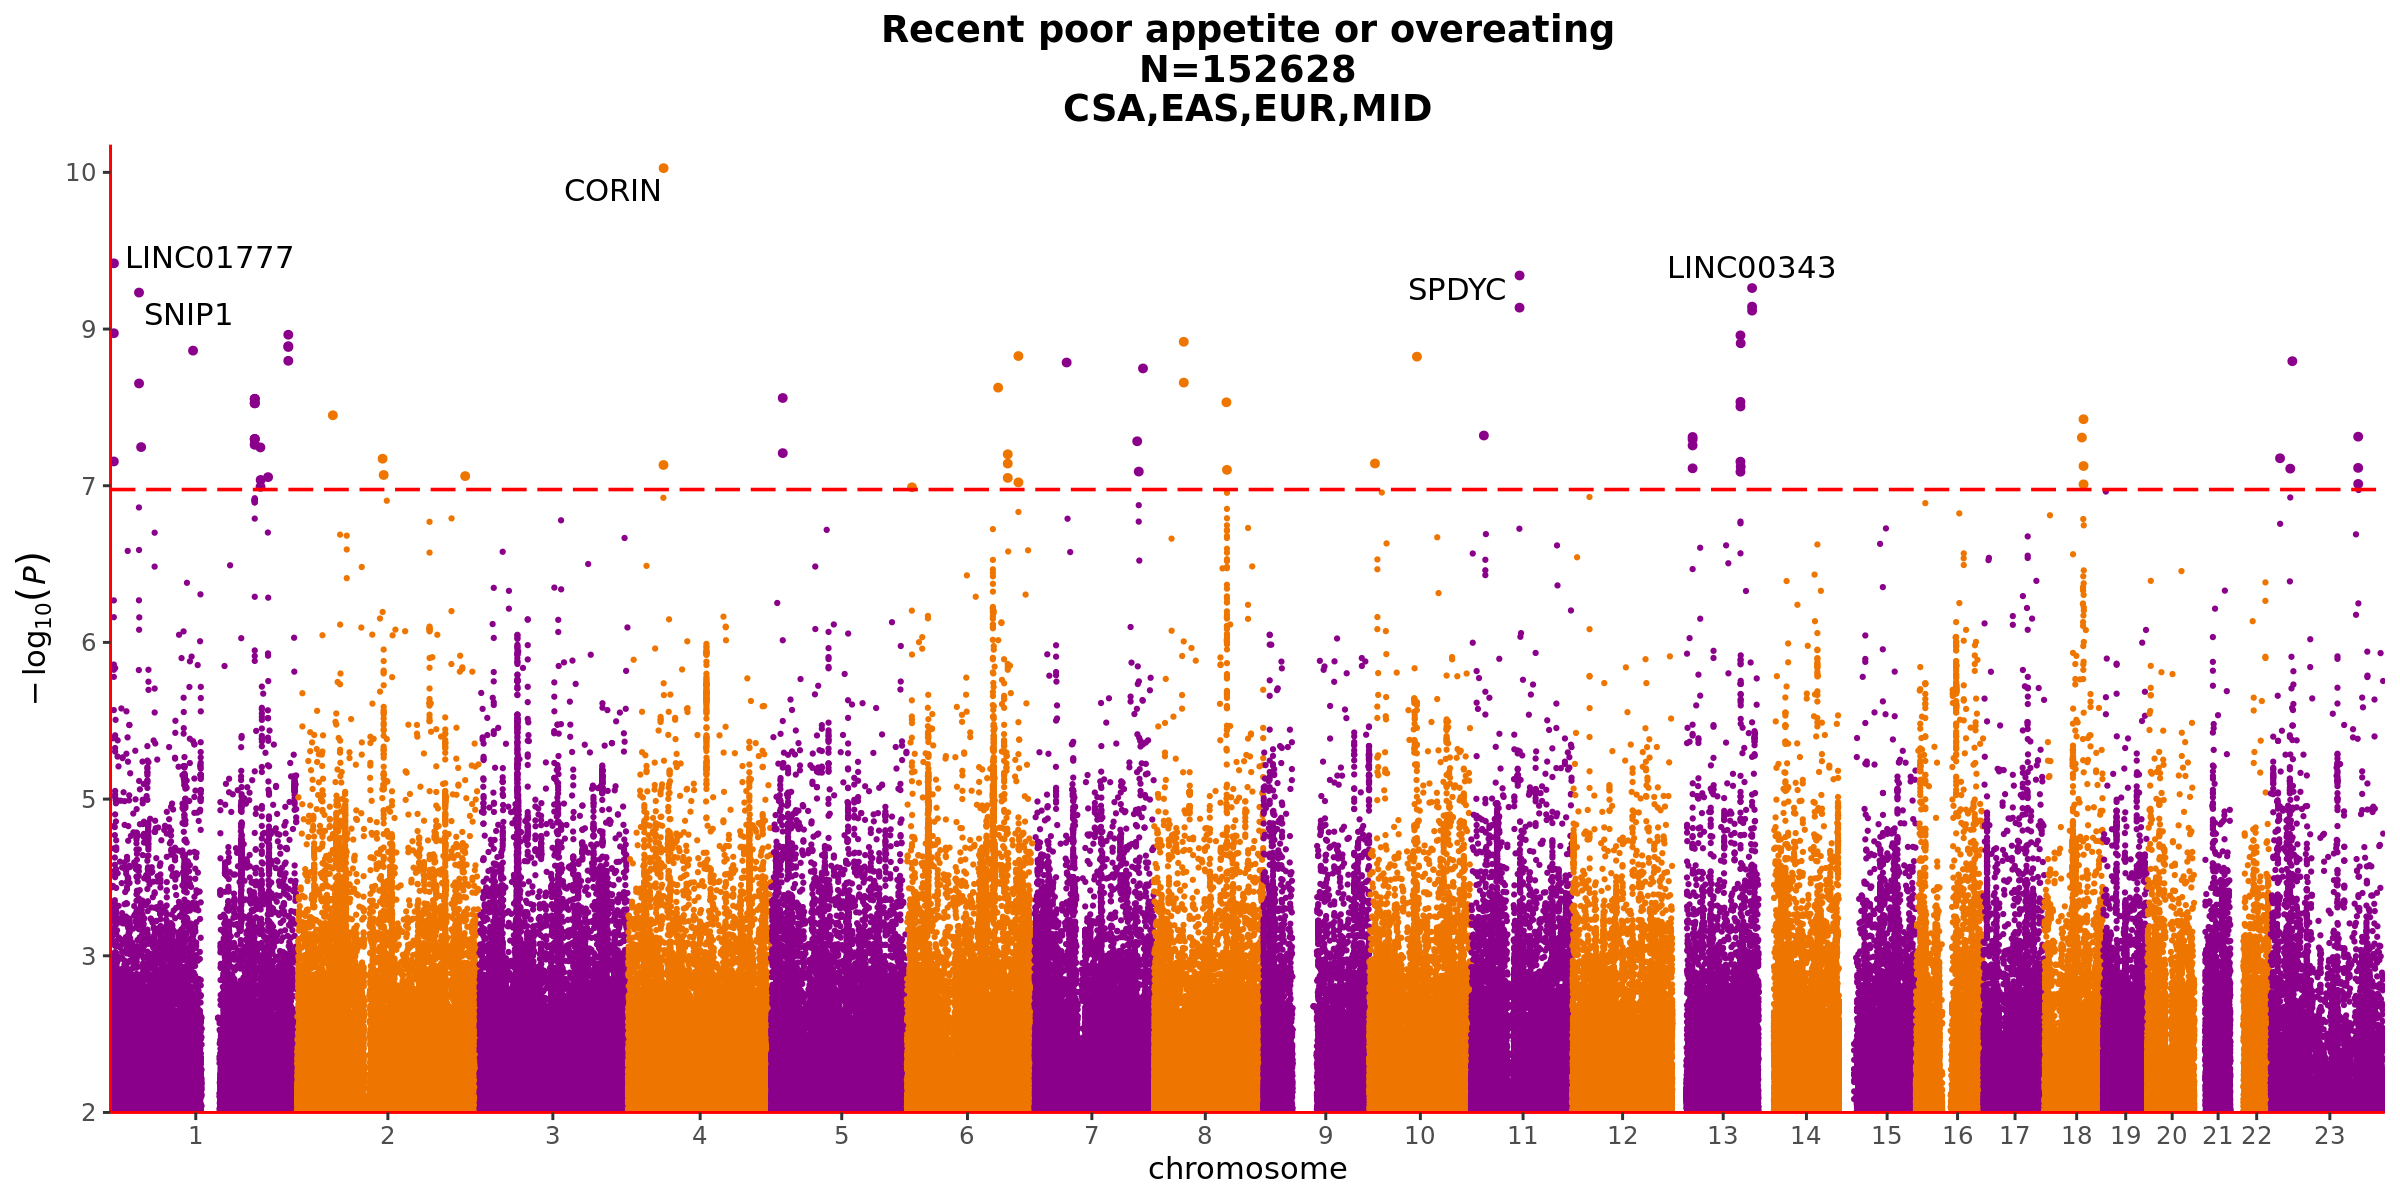 Recent poor appetite or overeating
N=152628
CSA,EAS,EUR,MID
10
CORIN
LINC01777
LINC00343
SPDYC
SNIP1
9
7
6
5
3
2
−log10(P)
1 2 3 4 5 6 7 8 9 10 11 12 13 14 15 16 17 18 19 20 21 22 23
chromosome